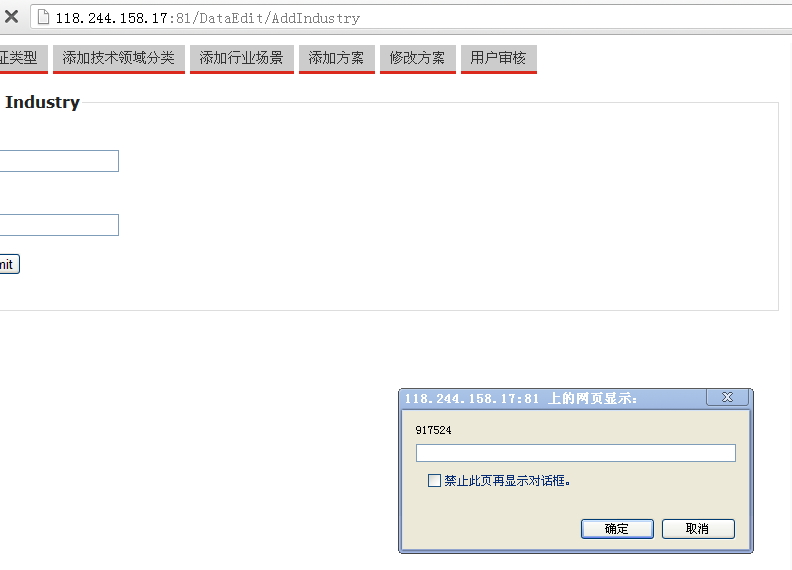 118.244.158.17:81/DataEdit/AddIndustry
证类型 添加技术领域分类 添加行业场景 添加方案 修改方案 用户审核
Industry
mit
118.244.158.17:81 上的网页显示:
917524
禁止此页再显示对话框。
确定 取消